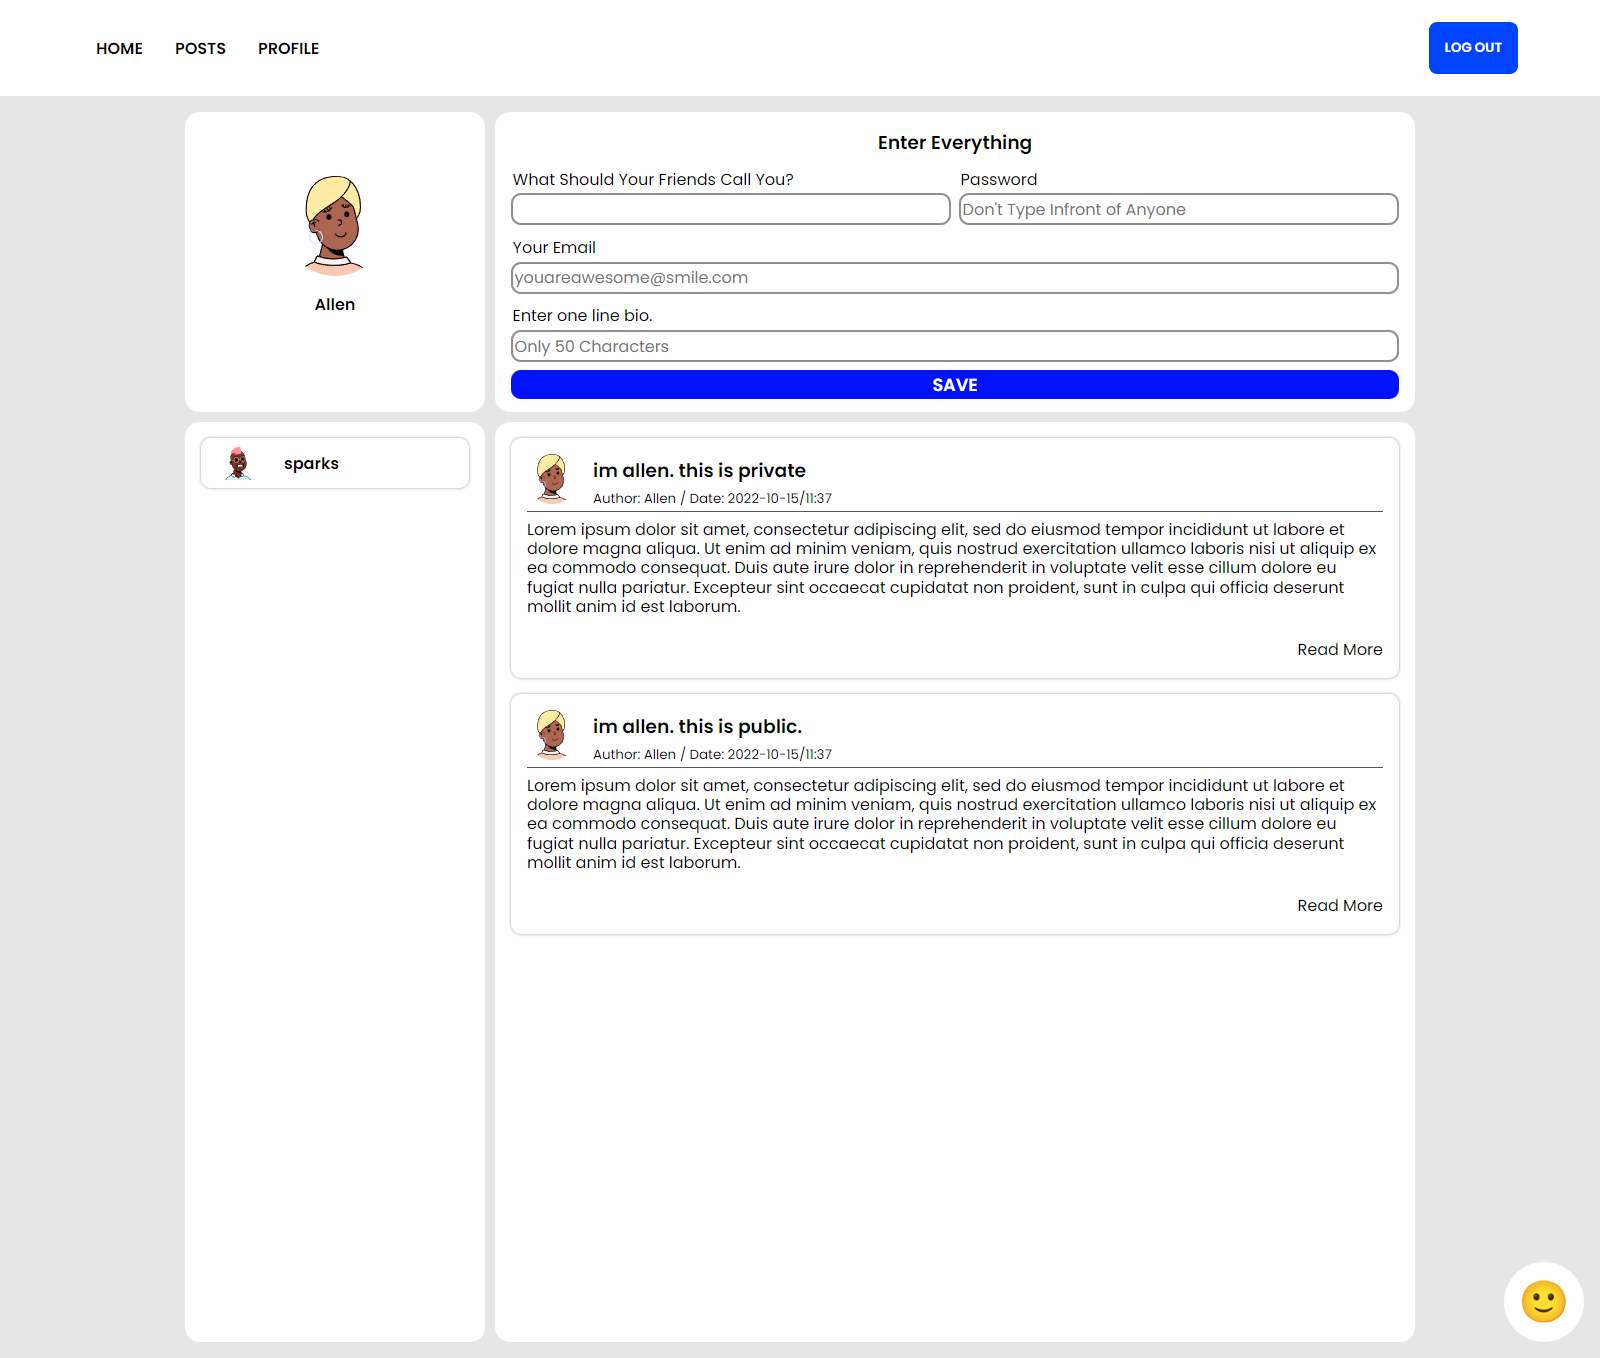 HOME POSTS PROFILE LOG OUT
Allen
Enter Everything
What Should Your Friends Call You? Password
Don't Type Infront of Anyone
Your Email
youareawesome@smile.com
Enter one line bio.
Only 50 Characters
SAVE
sparks
im allen. this is private
Author: Allen / Date: 2022-10-15/11:37
Lorem ipsum dolor sit amet, consectetur adipiscing elit, sed do eiusmod tempor incididunt ut labore et
dolore magna aliqua. Ut enim ad minim veniam, quis nostrud exercitation ullamco laboris nisi ut aliquip ex
ea commodo consequat. Duis aute irure dolor in reprehenderit in voluptate velit esse cillum dolore eu
fugiat nulla pariatur. Excepteur sint occaecat cupidatat non proident, sunt in culpa qui officia deserunt
mollit anim id est laborum.
Read More
im allen. this is public.
Author: Allen / Date: 2022-10-15/11:37
Lorem ipsum dolor sit amet, consectetur adipiscing elit, sed do eiusmod tempor incididunt ut labore et
dolore magna aliqua. Ut enim ad minim veniam, quis nostrud exercitation ullamco laboris nisi ut aliquip ex
ea commodo consequat. Duis aute irure dolor in reprehenderit in voluptate velit esse cillum dolore eu
fugiat nulla pariatur. Excepteur sint occaecat cupidatat non proident, sunt in culpa qui officia deserunt
mollit anim id est laborum.
Read More